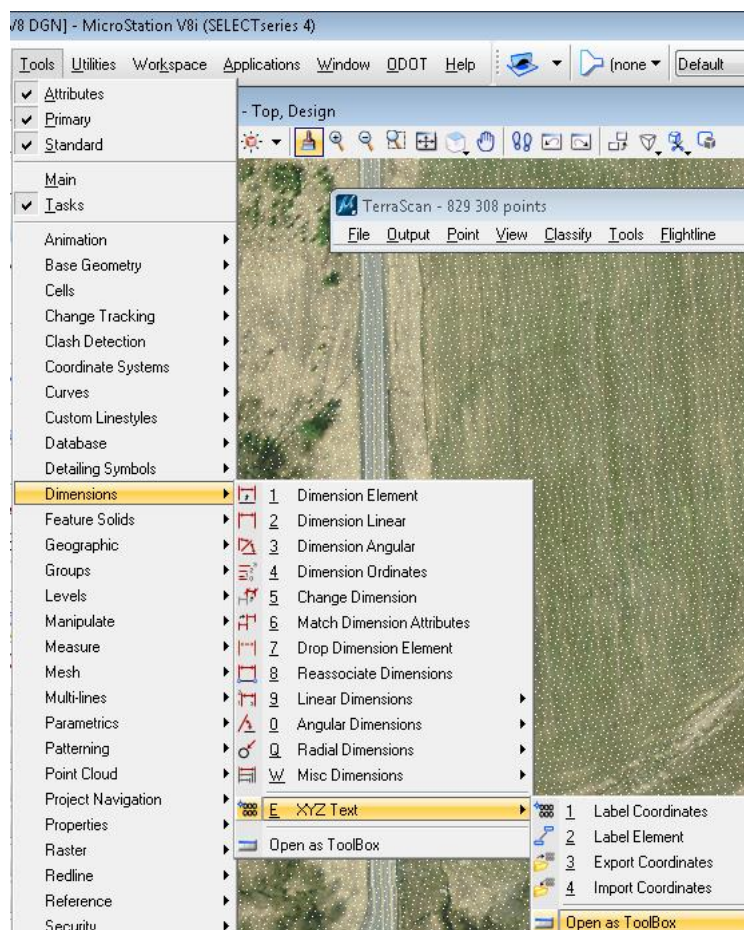 V8 DGN] - MicroStation V8i (SELECTseries 4)
Tools Utilities Workspace Applications Window ODOT Help (none Default
Attributes
Primary
Standard
Main
Tasks
- Top, Design
TerraScan - 829 308 points
File Output Point View Classify Tools Flightline
Animation
Base Geometry
Cells
Change Tracking
Clash Detection
Coordinate Systems
Curves
Custom Linestyles
Database
Detailing Symbols
Dimensions
Feature Solids
Geographic
Groups
Levels
Manipulate
Measure
Mesh
Multi-lines
Parametrics
Patterning
Point Cloud
Project Navigation
Properties
Raster
Redline
Reference
Security
1 Dimension Element
2 Dimension Linear
3 Dimension Angular
4 Dimension Ordinates
5 Change Dimension
6 Match Dimension Attributes
7 Drop Dimension Element
8 Reassociate Dimensions
9 Linear Dimensions
0 Angular Dimensions
Q Radial Dimensions
W Misc Dimensions
E XYZ Text
Open as ToolBox
1 Label Coordinates
2 Label Element
3 Export Coordinates
4 Import Coordinates
Open as ToolBox